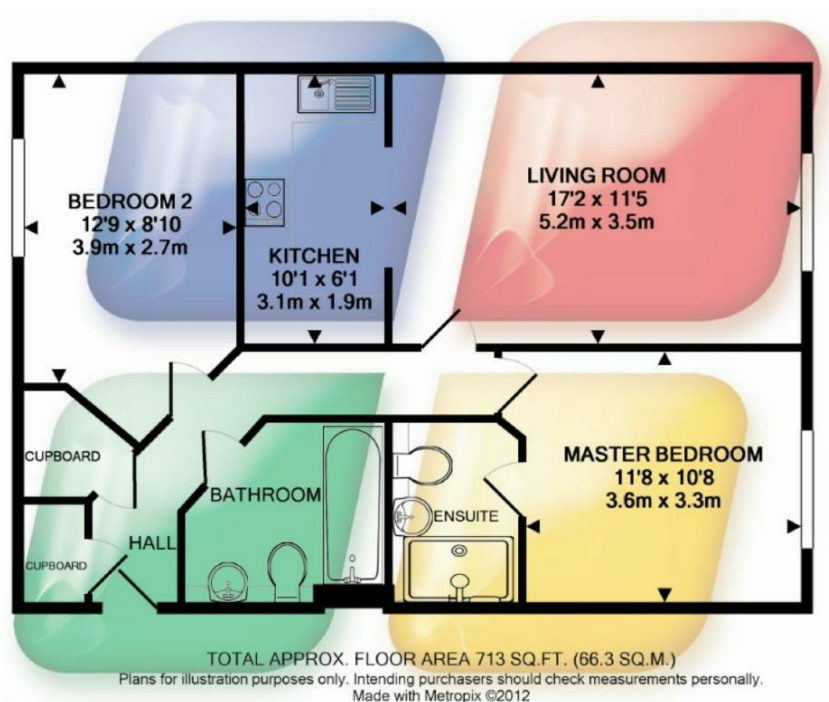 BEDROOM 2
12'9 x 8'10
3.9m x 2.7m
KITCHEN
10'1 x 6'1
3.1m x 1.9m
LIVING ROOM
17'2 x 11'5
5.2m x 3.5m
CUPBOARD
CUPBOARD
HALL
BATHROOM
ENSUITE
MASTER BEDROOM
11'8 x 10'8
3.6m x 3.3m
TOTAL APPROX. FLOOR AREA 713 SQ.FT. (66.3 SQ.M.)
Plans for illustration purposes only. Intending purchasers should check measurements personally.
Made with Metropix ©2012